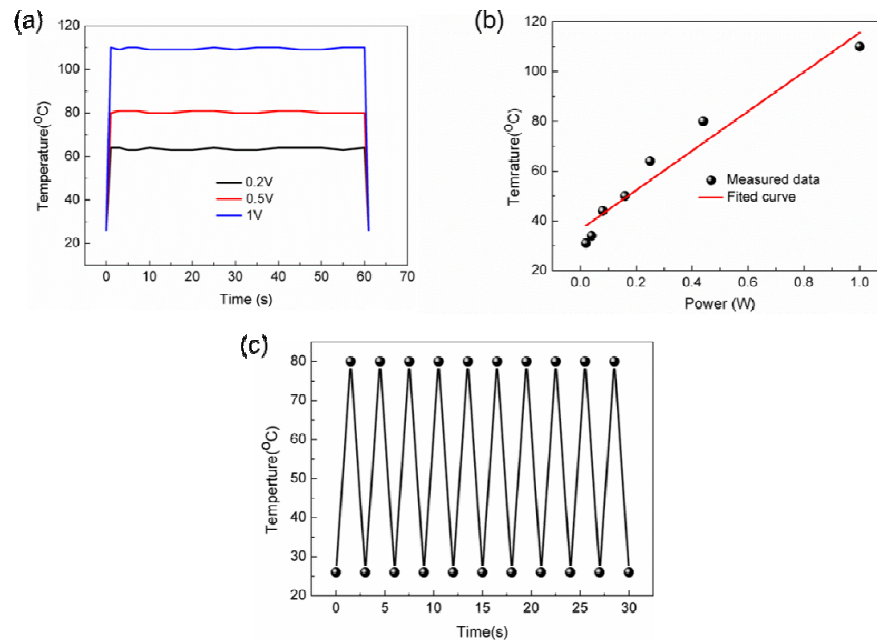 (a)
120
100
80
60
40
20
Temperature(°C)
0.2V
0.5V
1V
0 10 20 30 40 50 60 70
Time (s)
(b)
120
100
80
60
40
20
Temrature(°C)
Measured data
Fited curve
0.0 0.2 0.4 0.6 0.8 1.0
Power (W)
(c)
80
70
60
50
40
30
20
Temperture(°C)
0 5 10 15 20 25 30
Time(s)